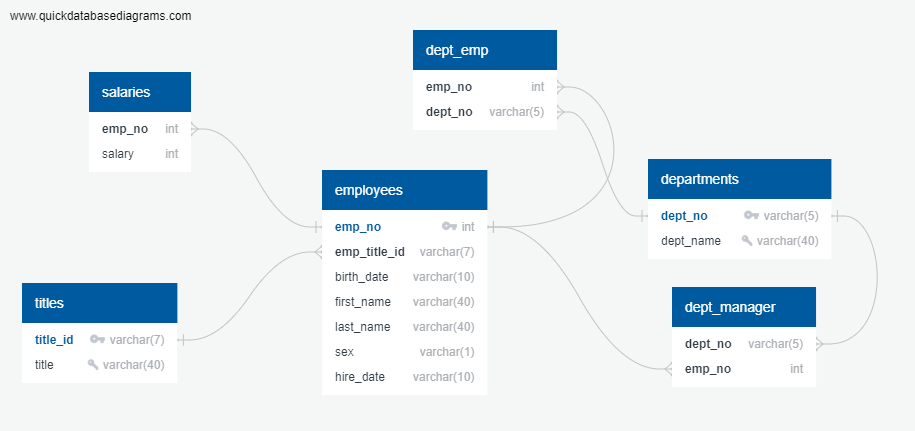 www.quickdatabasediagrams.com
dept_emp
emp_no int
dept_no varchar(5)
salaries
emp_no int
salary int
employees
emp_no int
emp_title_id varchar(7)
birth_date varchar(10)
first_name varchar(40)
last_name varchar(40)
sex varchar(1)
hire_date varchar(10)
departments
dept_no varchar(5)
dept_name varchar(40)
titles
title_id varchar(7)
title varchar(40)
dept_manager
dept_no varchar(5)
emp_no int